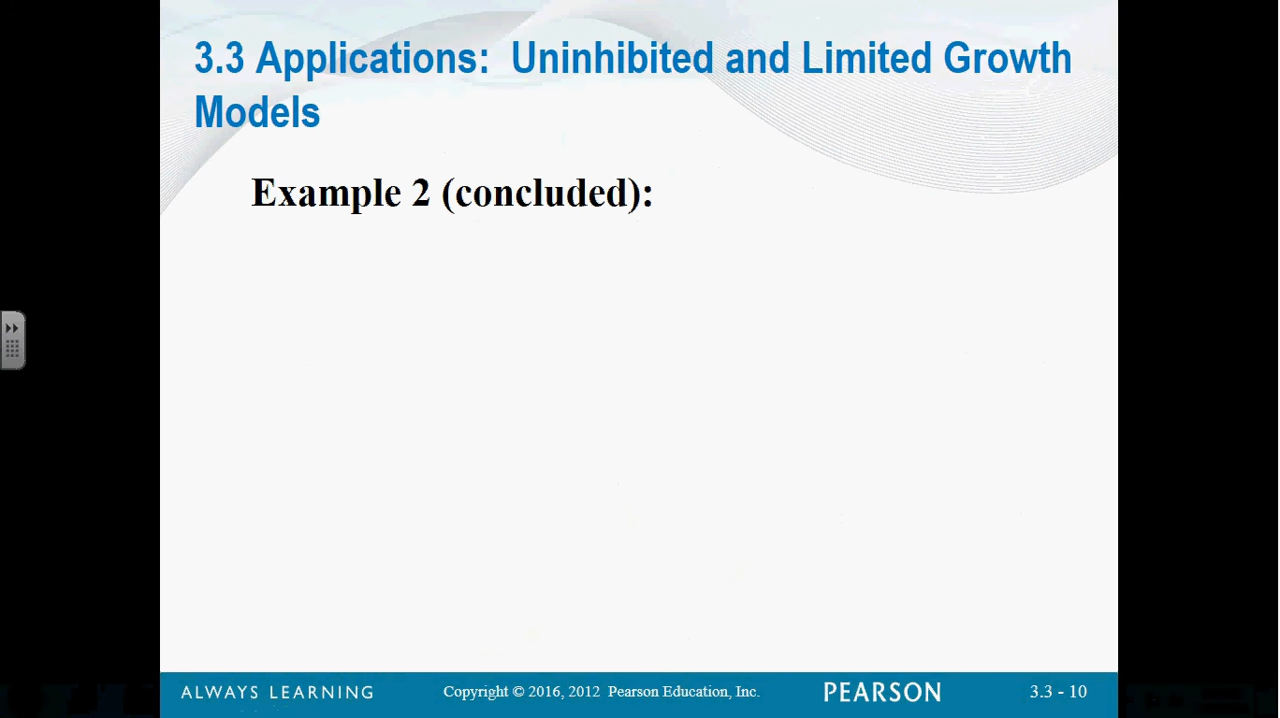 3.3 Applications:  Uninhibited and Limited Growth
Models
Example 2 (concluded):
ALWAYS LEARNING
Copyright © 2016, 2012  Pearson Education, Inc.
PEARSON
3.3 - 10